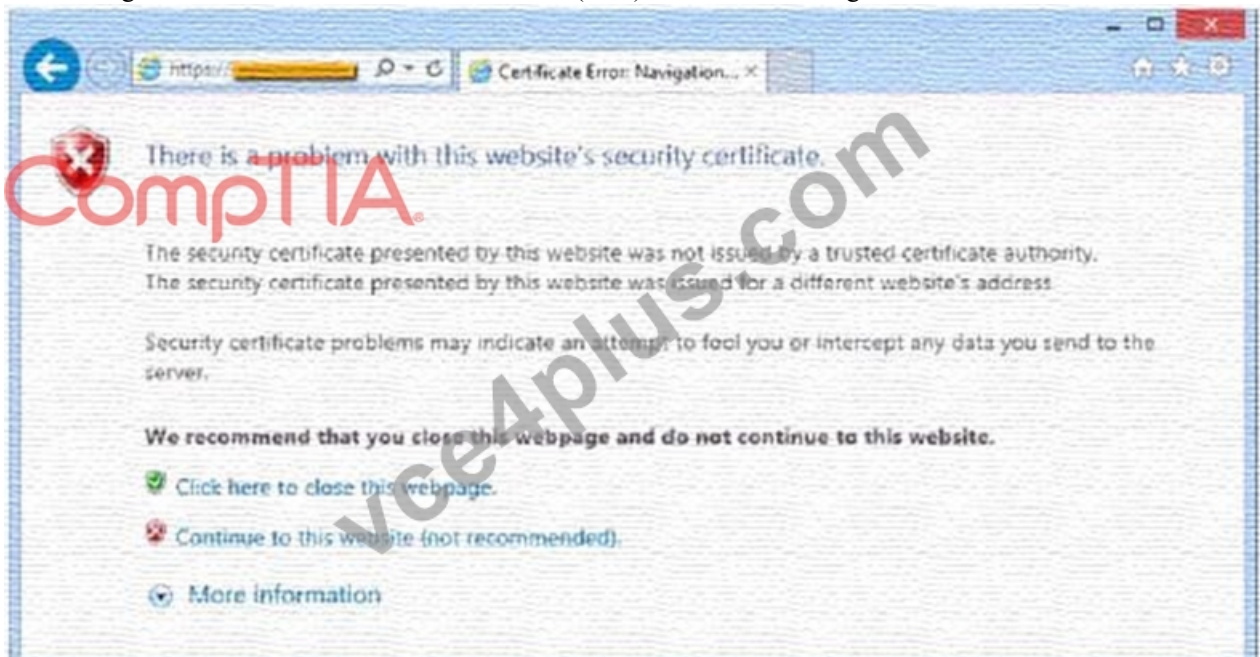 https://
Certificate Error: Navigation...
There is a problem with this website's security certificate.
CompTIA
The security certificate presented by this website was not issued by a trusted certificate authority.
The security certificate presented by this website was issued for a different website's address
Security certificate problems may indicate an attempt to fool you or intercept any data you send to the
server.
We recommend that you close this webpage and do not continue to this website.
Click here to close this webpage.
Continue to this website (not recommended).
More information
vce4plus.com